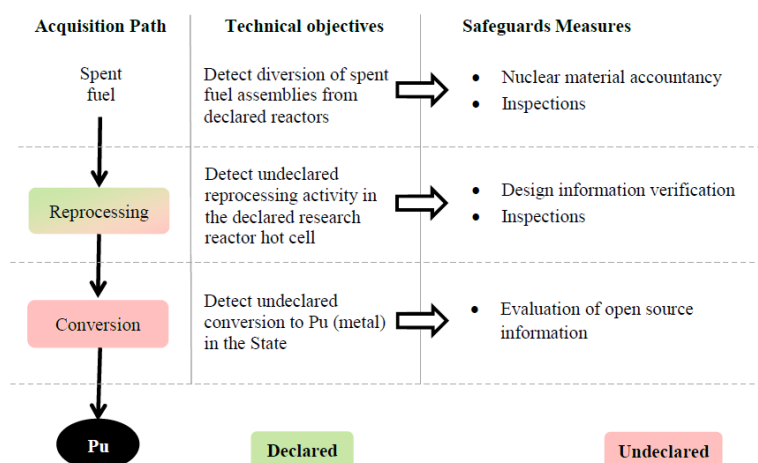 Acquisition Path
Technical objectives
Safeguards Measures
Spent
fuel
Detect diversion of spent
fuel assemblies from
declared reactors
• Nuclear material accountancy
• Inspections
Reprocessing
Detect undeclared
reprocessing activity in
the declared research
reactor hot cell
• Design information verification
• Inspections
Conversion
Detect undeclared
conversion to Pu (metal)
in the State
• Evaluation of open source
information
Pu
Declared
Undeclared